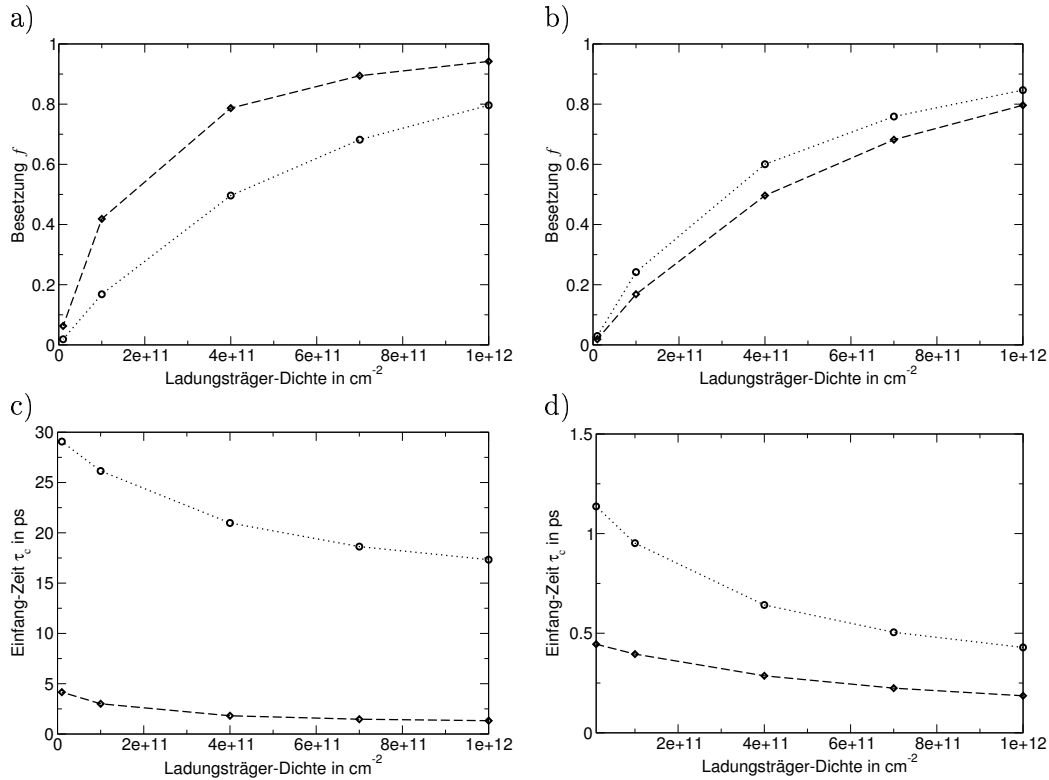 a)
1
0.8
0.6
0.4
0.2
0
Besetzung f
0 2e+11 4e+11 6e+11 8e+11 1e+12
Ladungsträger-Dichte in cm-2
b)
1
0.8
0.6
0.4
0.2
0
Besetzung f
0 2e+11 4e+11 6e+11 8e+11 1e+12
Ladungsträger-Dichte in cm-2
c)
30
25
20
15
10
5
0
Einfang-Zeit τc in ps
0 2e+11 4e+11 6e+11 8e+11 1e+12
Ladungsträger-Dichte in cm-2
d)
1.5
1
0.5
0
Einfang-Zeit τc in ps
2e+11 4e+11 6e+11 8e+11 1e+12
Ladungsträger-Dichte in cm-2